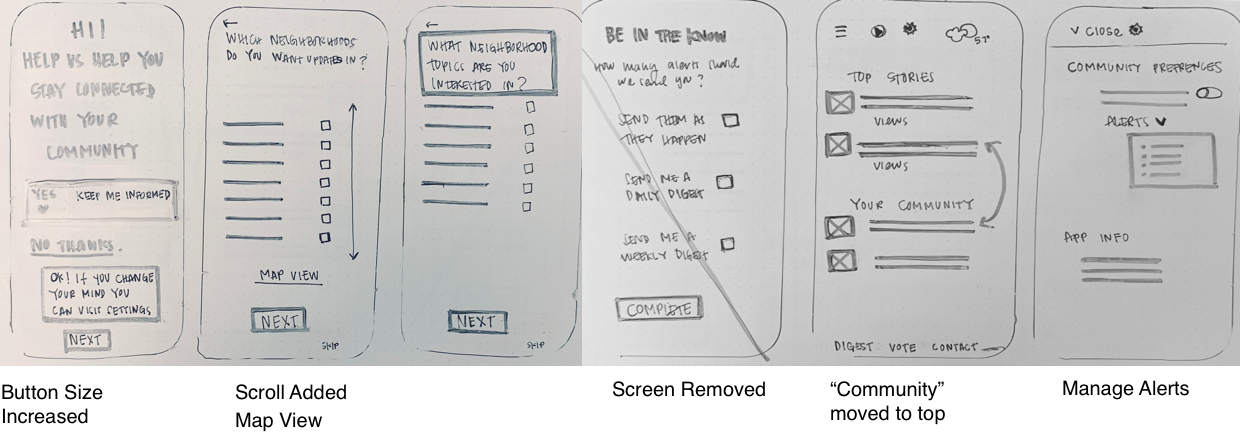 HI!
HELP US HELP YOU
STAY CONNECTED
WITH YOUR
COMMUNITY
YES KEEP ME INFORMED
NO THANKS.
OK! IF YOU CHANGE
YOUR MIND YOU
CAN VISIT SETTINGS
NEXT
WHICH NEIGHBORHOODS
DO YOU WANT UPDATES IN?
MAP VIEW
NEXT
SKIP
WHAT NEIGHBORHOOD
TOPICS ARE YOU
INTERESTED IN?
NEXT
SKIP
BE IN THE KNOW
How many alerts should
we send you?
SEND THEM AS
THEY HAPPEN
SEND ME A
DAILY DIGEST
SEND ME A
WEEKLY DIGEST
COMPLETE
57°
TOP STORIES
VIEWS
VIEWS
YOUR COMMUNITY
DIGEST VOTE CONTACT
V CLOSE
COMMUNITY PREFRENCES
ALERTS
APP INFO
Button Size
Increased
Scroll Added
Map View
Screen Removed
“Community”
moved to top
Manage Alerts